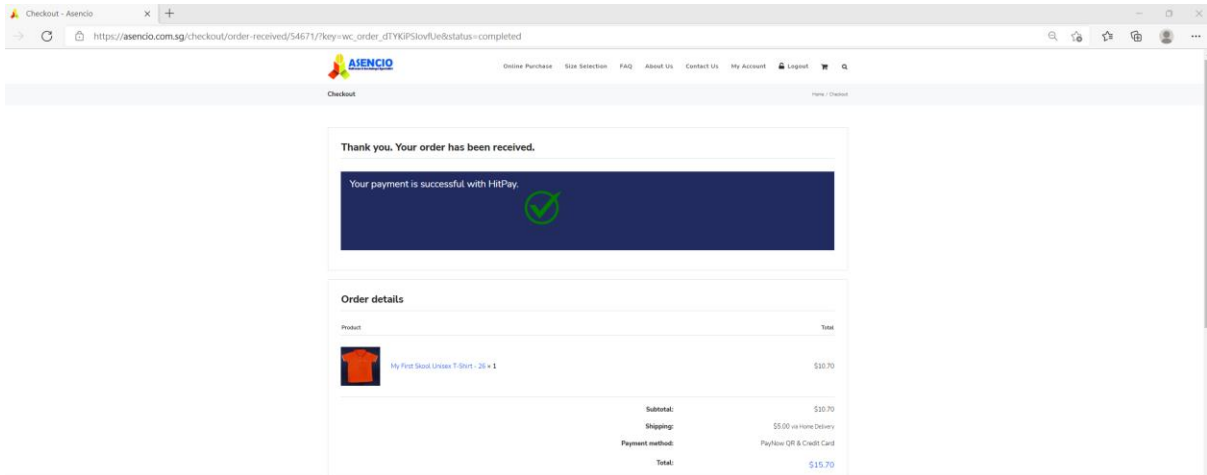 Checkout - Asencio
https://asencio.com.sg/checkout/order-received/54671/?key=wc_order_dTYKiPSIovfUe&status=completed
ASENCIO
Online Purchase Size Selection FAQ About Us Contact Us My Account Logout
Checkout
Home / Checkout
Thank you. Your order has been received.
Your payment is successful with HitPay.
Order details
Product Total
My First Skool Unisex T-Shirt - 26 × 1 $10.70
Subtotal: $10.70
Shipping: $5.00 via Home Delivery
Payment method: PayNow QR & Credit Card
Total: $15.70